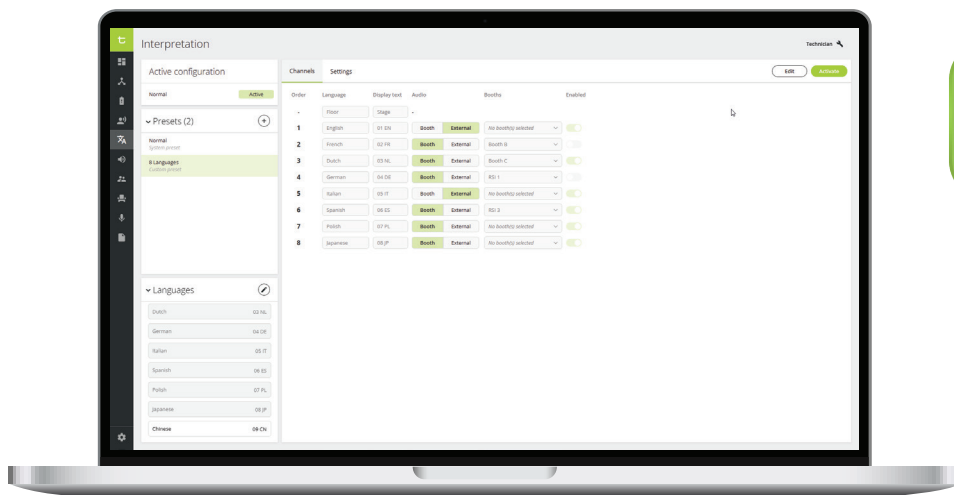 Interpretation
Technician
Active configuration
Normal Active
Presets (2)
Normal
System preset
8 Languages
Custom preset
Languages
Dutch 03 NL
German 04 DE
Italian 05 IT
Spanish 06 ES
Polish 07 PL
Japanese 08 JP
Chinese 09 CN
Channels Settings Edit Activate
Order Language Display text Audio Booths Enabled
- Floor Stage -
1 English 01 EN Booth External No booth(s) selected
2 French 02 FR Booth External Booth B
3 Dutch 03 NL Booth External Booth C
4 German 04 DE Booth External RSI 1
5 Italian 05 IT Booth External No booth(s) selected
6 Spanish 06 ES Booth External
7 Polish 07 PL Booth External No booth(s) selected
8 Japanese 08 JP Booth External No booth(s) selected